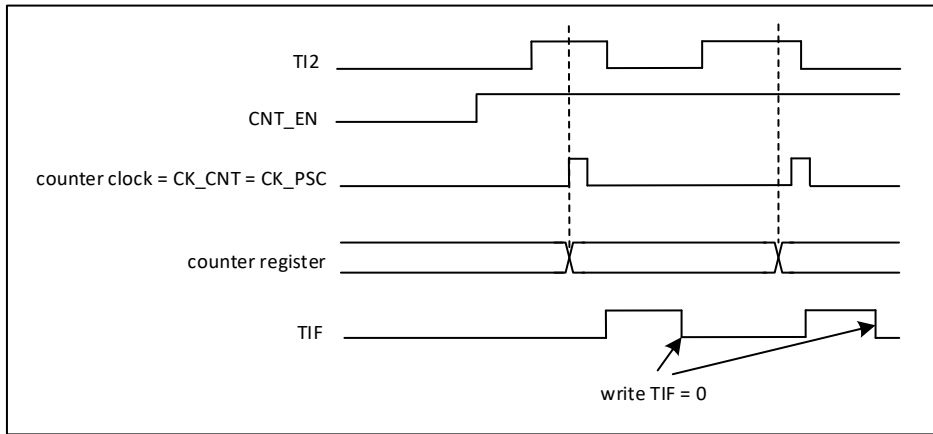 TI2
CNT_EN
counter clock = CK_CNT = CK_PSC
counter register
TIF
write TIF = 0